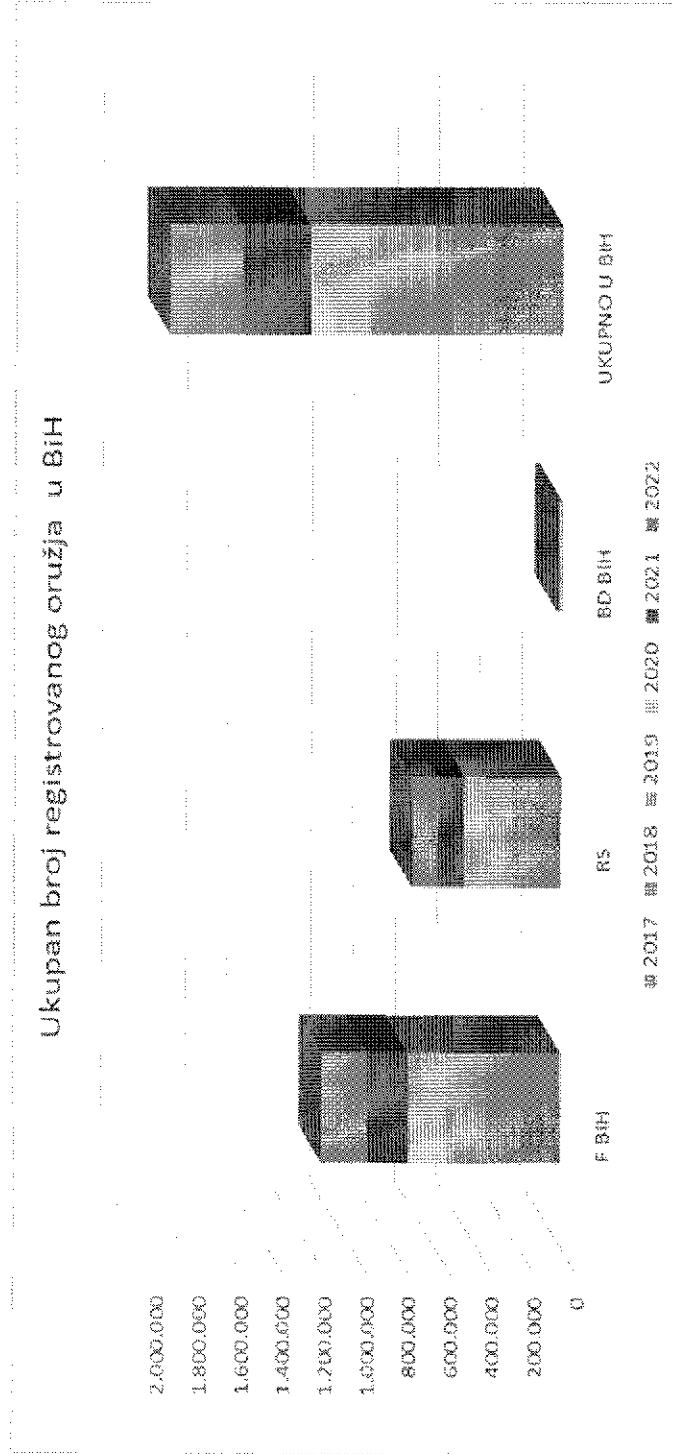 Ukupan broj registrovanog oružja u BiH
2.000.000
1.800.000
1.600.000
1.400.000
1.200.000
1.000.000
800.000
600.000
400.000
200.000
0
F BIH
RS
BD BIH
UKUPNO U BIH
2017 2018 2019 2020 2021 2022